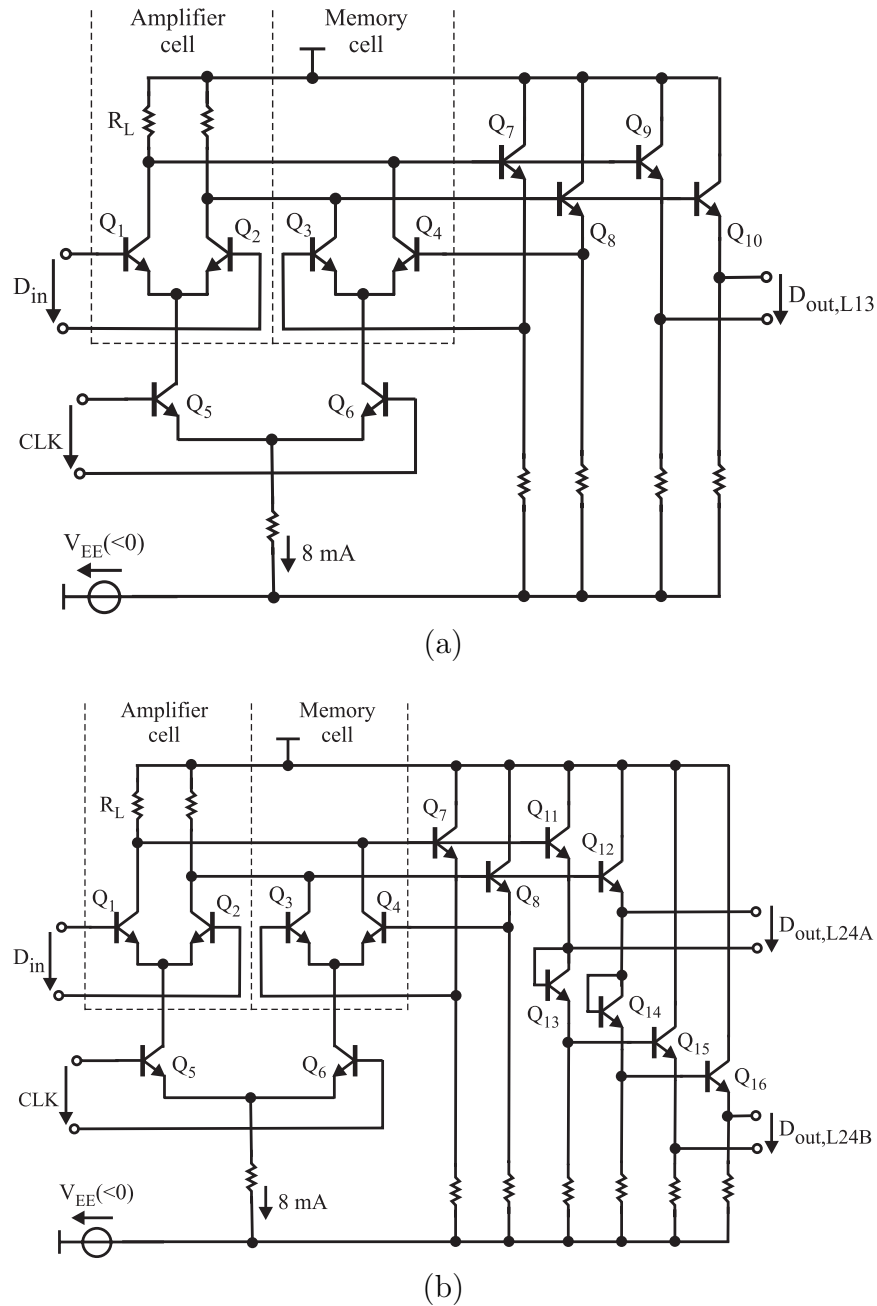 Amplifier cell
Memory cell
R_L
Q_7
Q_9
Q_1
Q_2
Q_3
Q_4
Q_8
Q_10
D_in
D_out,L13
Q_5
Q_6
CLK
V_EE(<0)
8 mA
(a)
Amplifier cell
Memory cell
R_L
Q_7
Q_11
Q_12
Q_1
Q_2
Q_3
Q_4
Q_8
D_in
D_out,L24A
Q_13
Q_14
Q_15
Q_16
Q_5
Q_6
CLK
D_out,L24B
V_EE(<0)
8 mA
(b)